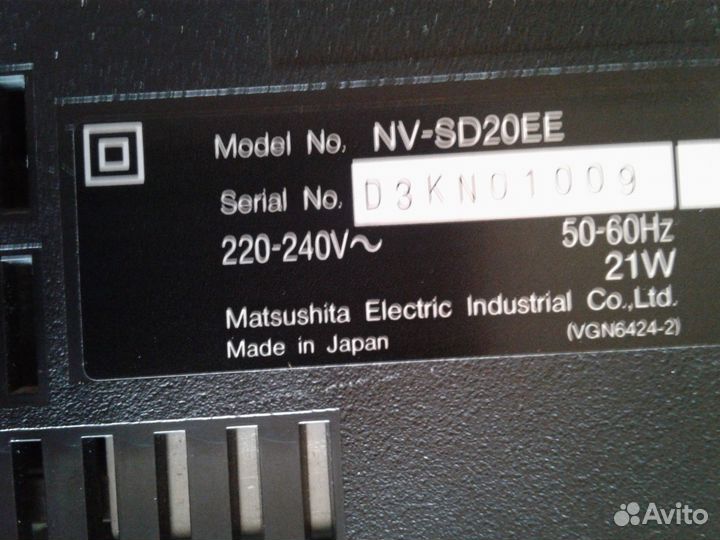 Model No. NV-SD20EE
Serial No. D3KN01009
220-240V~ 50-60Hz
21W
Matsushita Electric Industrial Co.,Ltd.
Made in Japan (VGN6424-2)
Avito